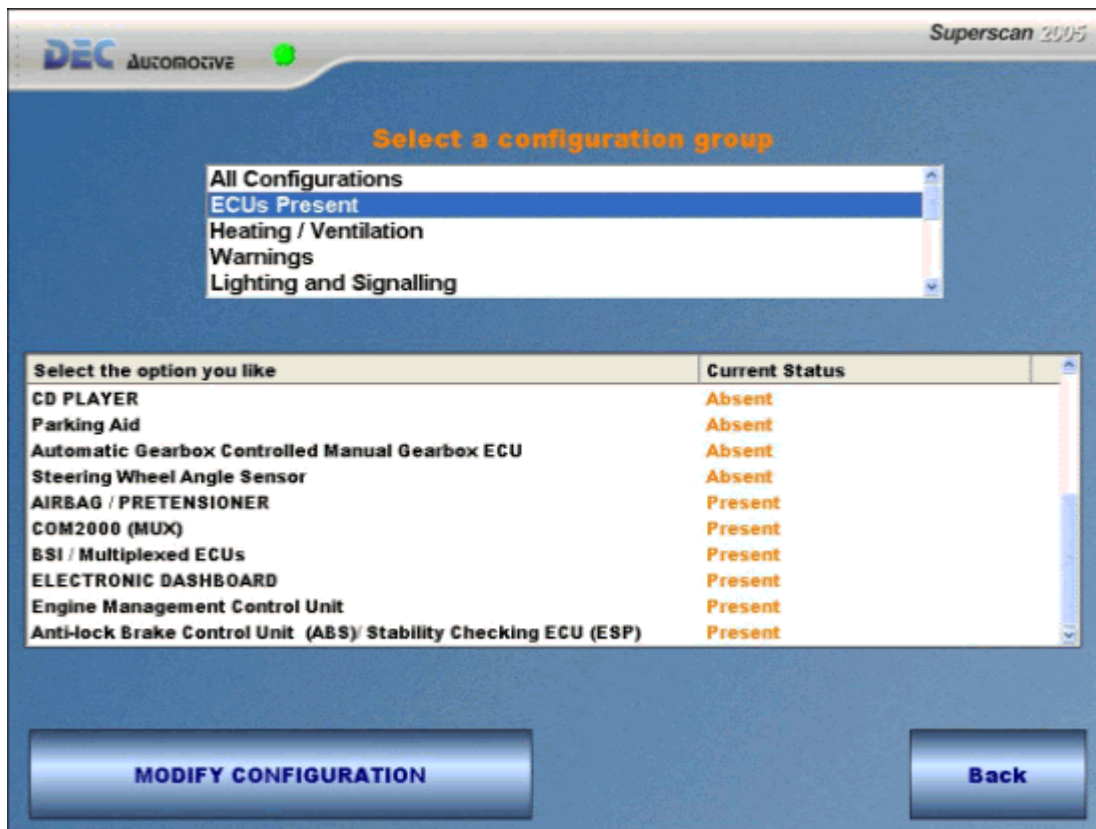 DEC AUTOMOTIVE
Superscan 2005
Select a configuration group
All Configurations
ECUs Present
Heating / Ventilation
Warnings
Lighting and Signalling
Select the option you like Current Status
CD PLAYER Absent
Parking Aid Absent
Automatic Gearbox Controlled Manual Gearbox ECU Absent
Steering Wheel Angle Sensor Absent
AIRBAG / PRETENSIONER Present
COM2000 (MUX) Present
BSI / Multiplexed ECUs Present
ELECTRONIC DASHBOARD Present
Engine Management Control Unit Present
Anti-lock Brake Control Unit (ABS)/ Stability Checking ECU (ESP) Present
MODIFY CONFIGURATION
Back